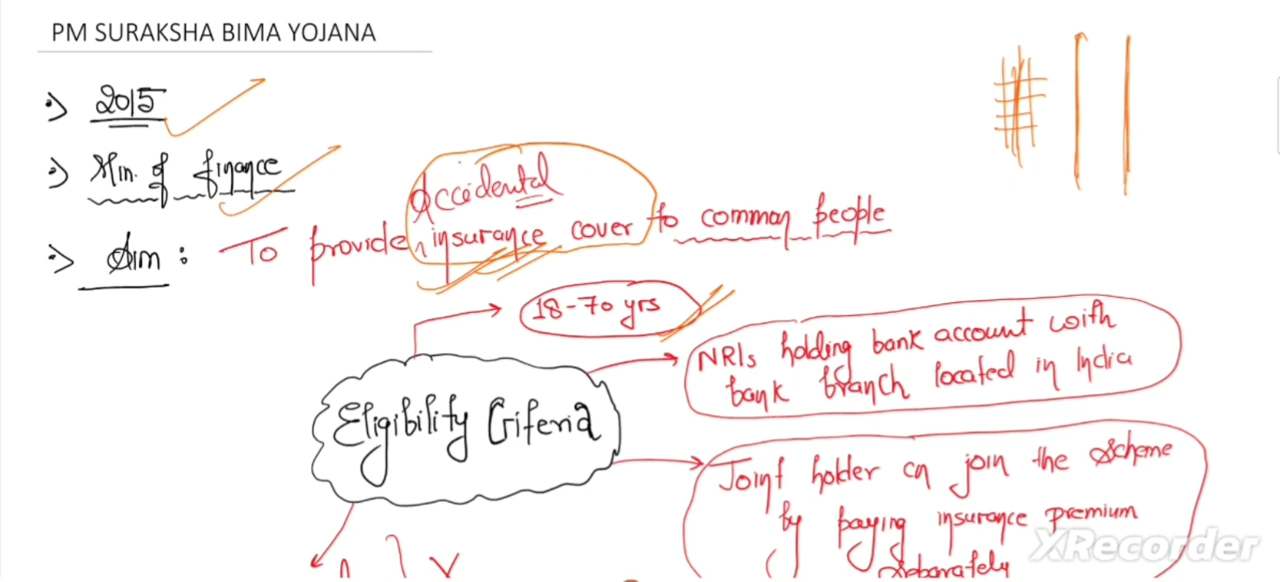 PM SURAKSHA BIMA YOJANA
2015
Min. of finance
Aim : To provide Accidental insurance cover to common people
18-70 yrs
NRIs holding bank account with
bank branch located in India
Eligibility Criteria
Joint holder cn join the scheme
by paying insurance premium
separately
XRecorder